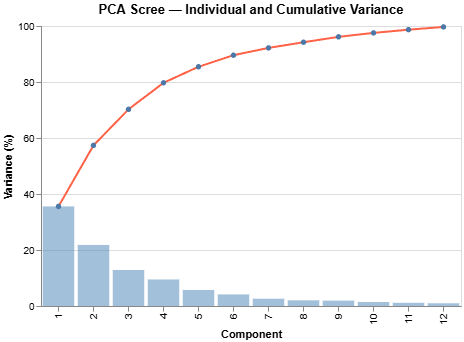 PCA Scree — Individual and Cumulative Variance
Variance (%)
100
80
60
40
20
0
1 2 3 4 5 6 7 8 9 10 11 12
Component